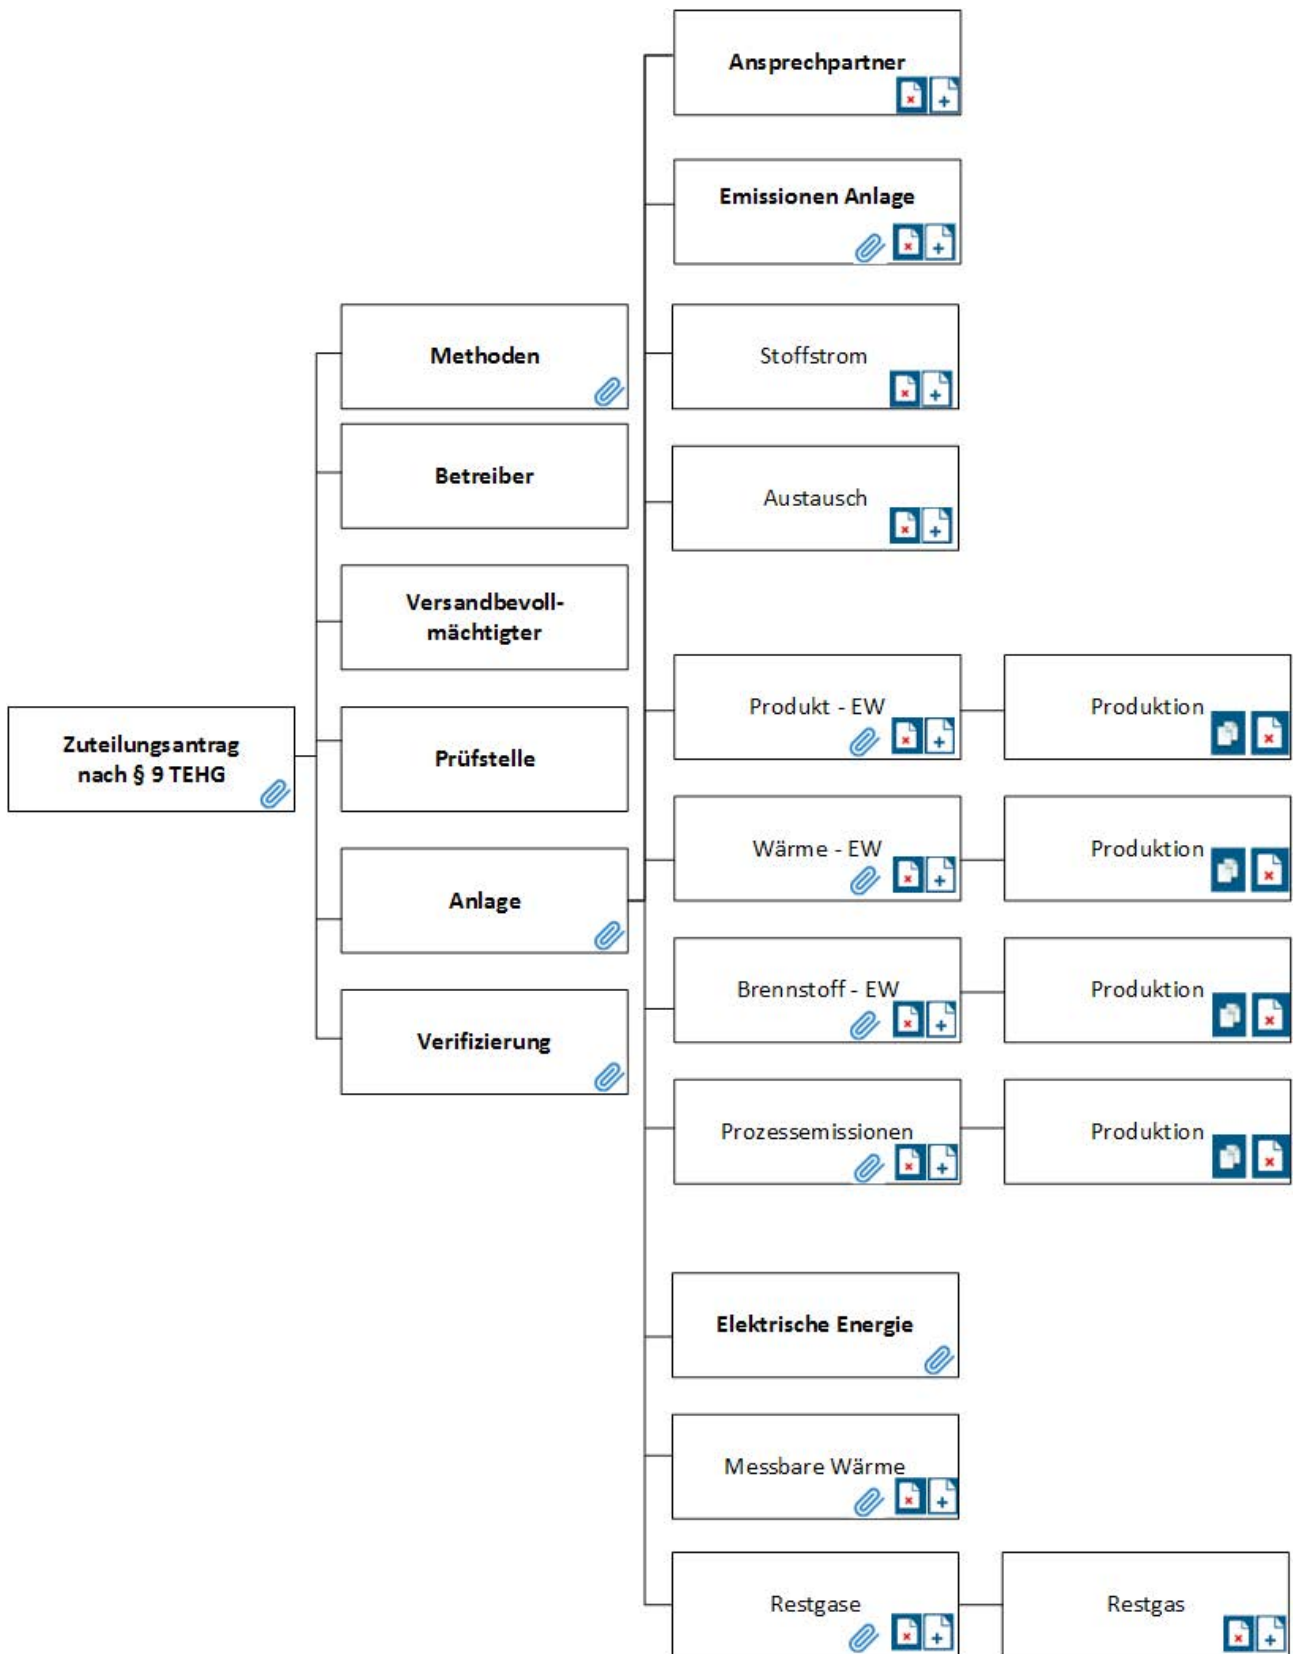 Zuteilungsantrag
nach § 9 TEHG
Methoden
Betreiber
Versandbevoll-
mächtigter
Prüfstelle
Anlage
Verifizierung
Ansprechpartner
Emissionen Anlage
Stoffstrom
Austausch
Produkt - EW
Produktion
Wärme - EW
Produktion
Brennstoff - EW
Produktion
Prozessemissionen
Produktion
Elektrische Energie
Messbare Wärme
Restgase
Restgas